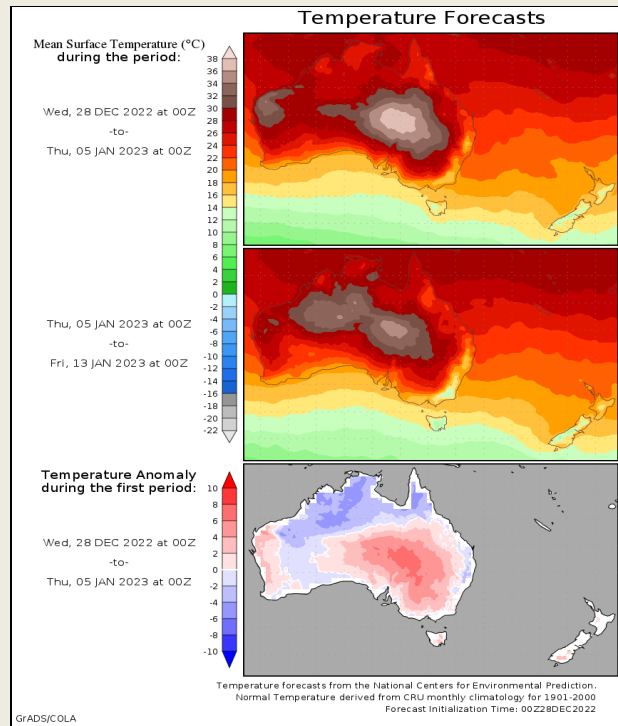 Temperature Forecasts
Mean Surface Temperature (°C)
during the period:
Wed, 28 DEC 2022 at 00Z
-to-
Thu, 05 JAN 2023 at 00Z
38
36
34
32
30
28
26
24
22
20
18
16
14
12
10
8
6
4
2
0
-2
-4
-6
-8
-10
-12
-14
-16
-18
-20
-22
Thu, 05 JAN 2023 at 00Z
-to-
Fri, 13 JAN 2023 at 00Z
Temperature Anomaly
during the first period:
Wed, 28 DEC 2022 at 00Z
-to-
Thu, 05 JAN 2023 at 00Z
10
8
6
4
2
0
-2
-4
-6
-8
-10
Temperature forecasts from the National Centers for Environmental Prediction.
Normal Temperature derived from CRU monthly climatology for 1901-2000
Forecast Initialization Time: 00Z28DEC2022
GrADS/COLA